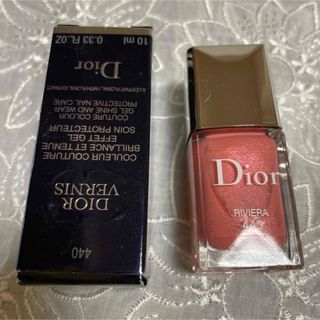 10 ml 0.33 FL.OZ
Dior
COUTURE COLOUR
GEL SHINE AND WEAR
PROTECTIVE NAIL CARE
COULEUR COUTURE
BRILLANCE ET TENUE
EFFET GEL
SOIN PROTECTEUR
DIOR
VERNIS
440
Dior
RIVIERA
440